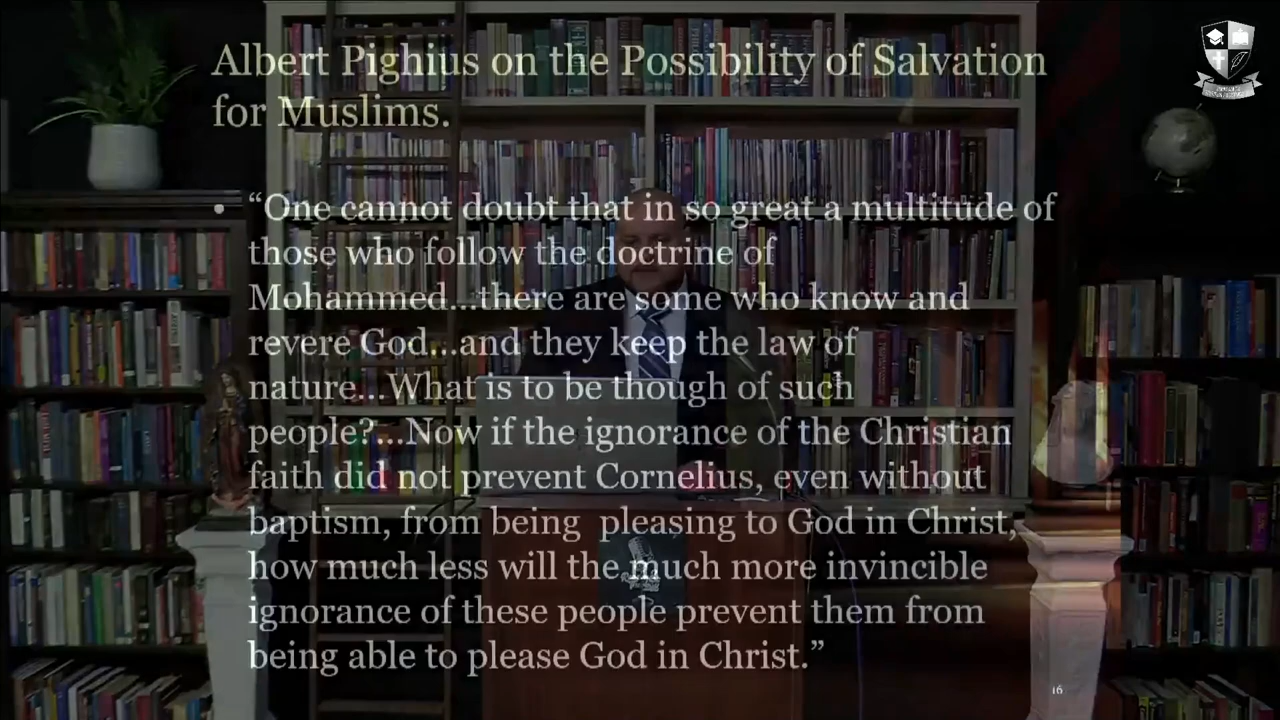 Albert Pighius on the Possibility of Salvation
for Muslims.
• “One cannot doubt that in so great a multitude of
those who follow the doctrine of
Mohammed...there are some who know and
revere God...and they keep the law of
nature...What is to be though of such
people?...Now if the ignorance of the Christian
faith did not prevent Cornelius, even without
baptism, from being pleasing to God in Christ,
how much less will the much more invincible
ignorance of these people prevent them from
being able to please God in Christ.”
16